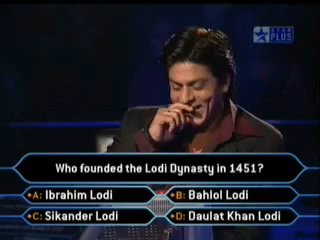 STAR
PLUS
Who founded the Lodi Dynasty in 1451?
A: Ibrahim Lodi
B: Bahlol Lodi
C: Sikander Lodi
D: Daulat Khan Lodi